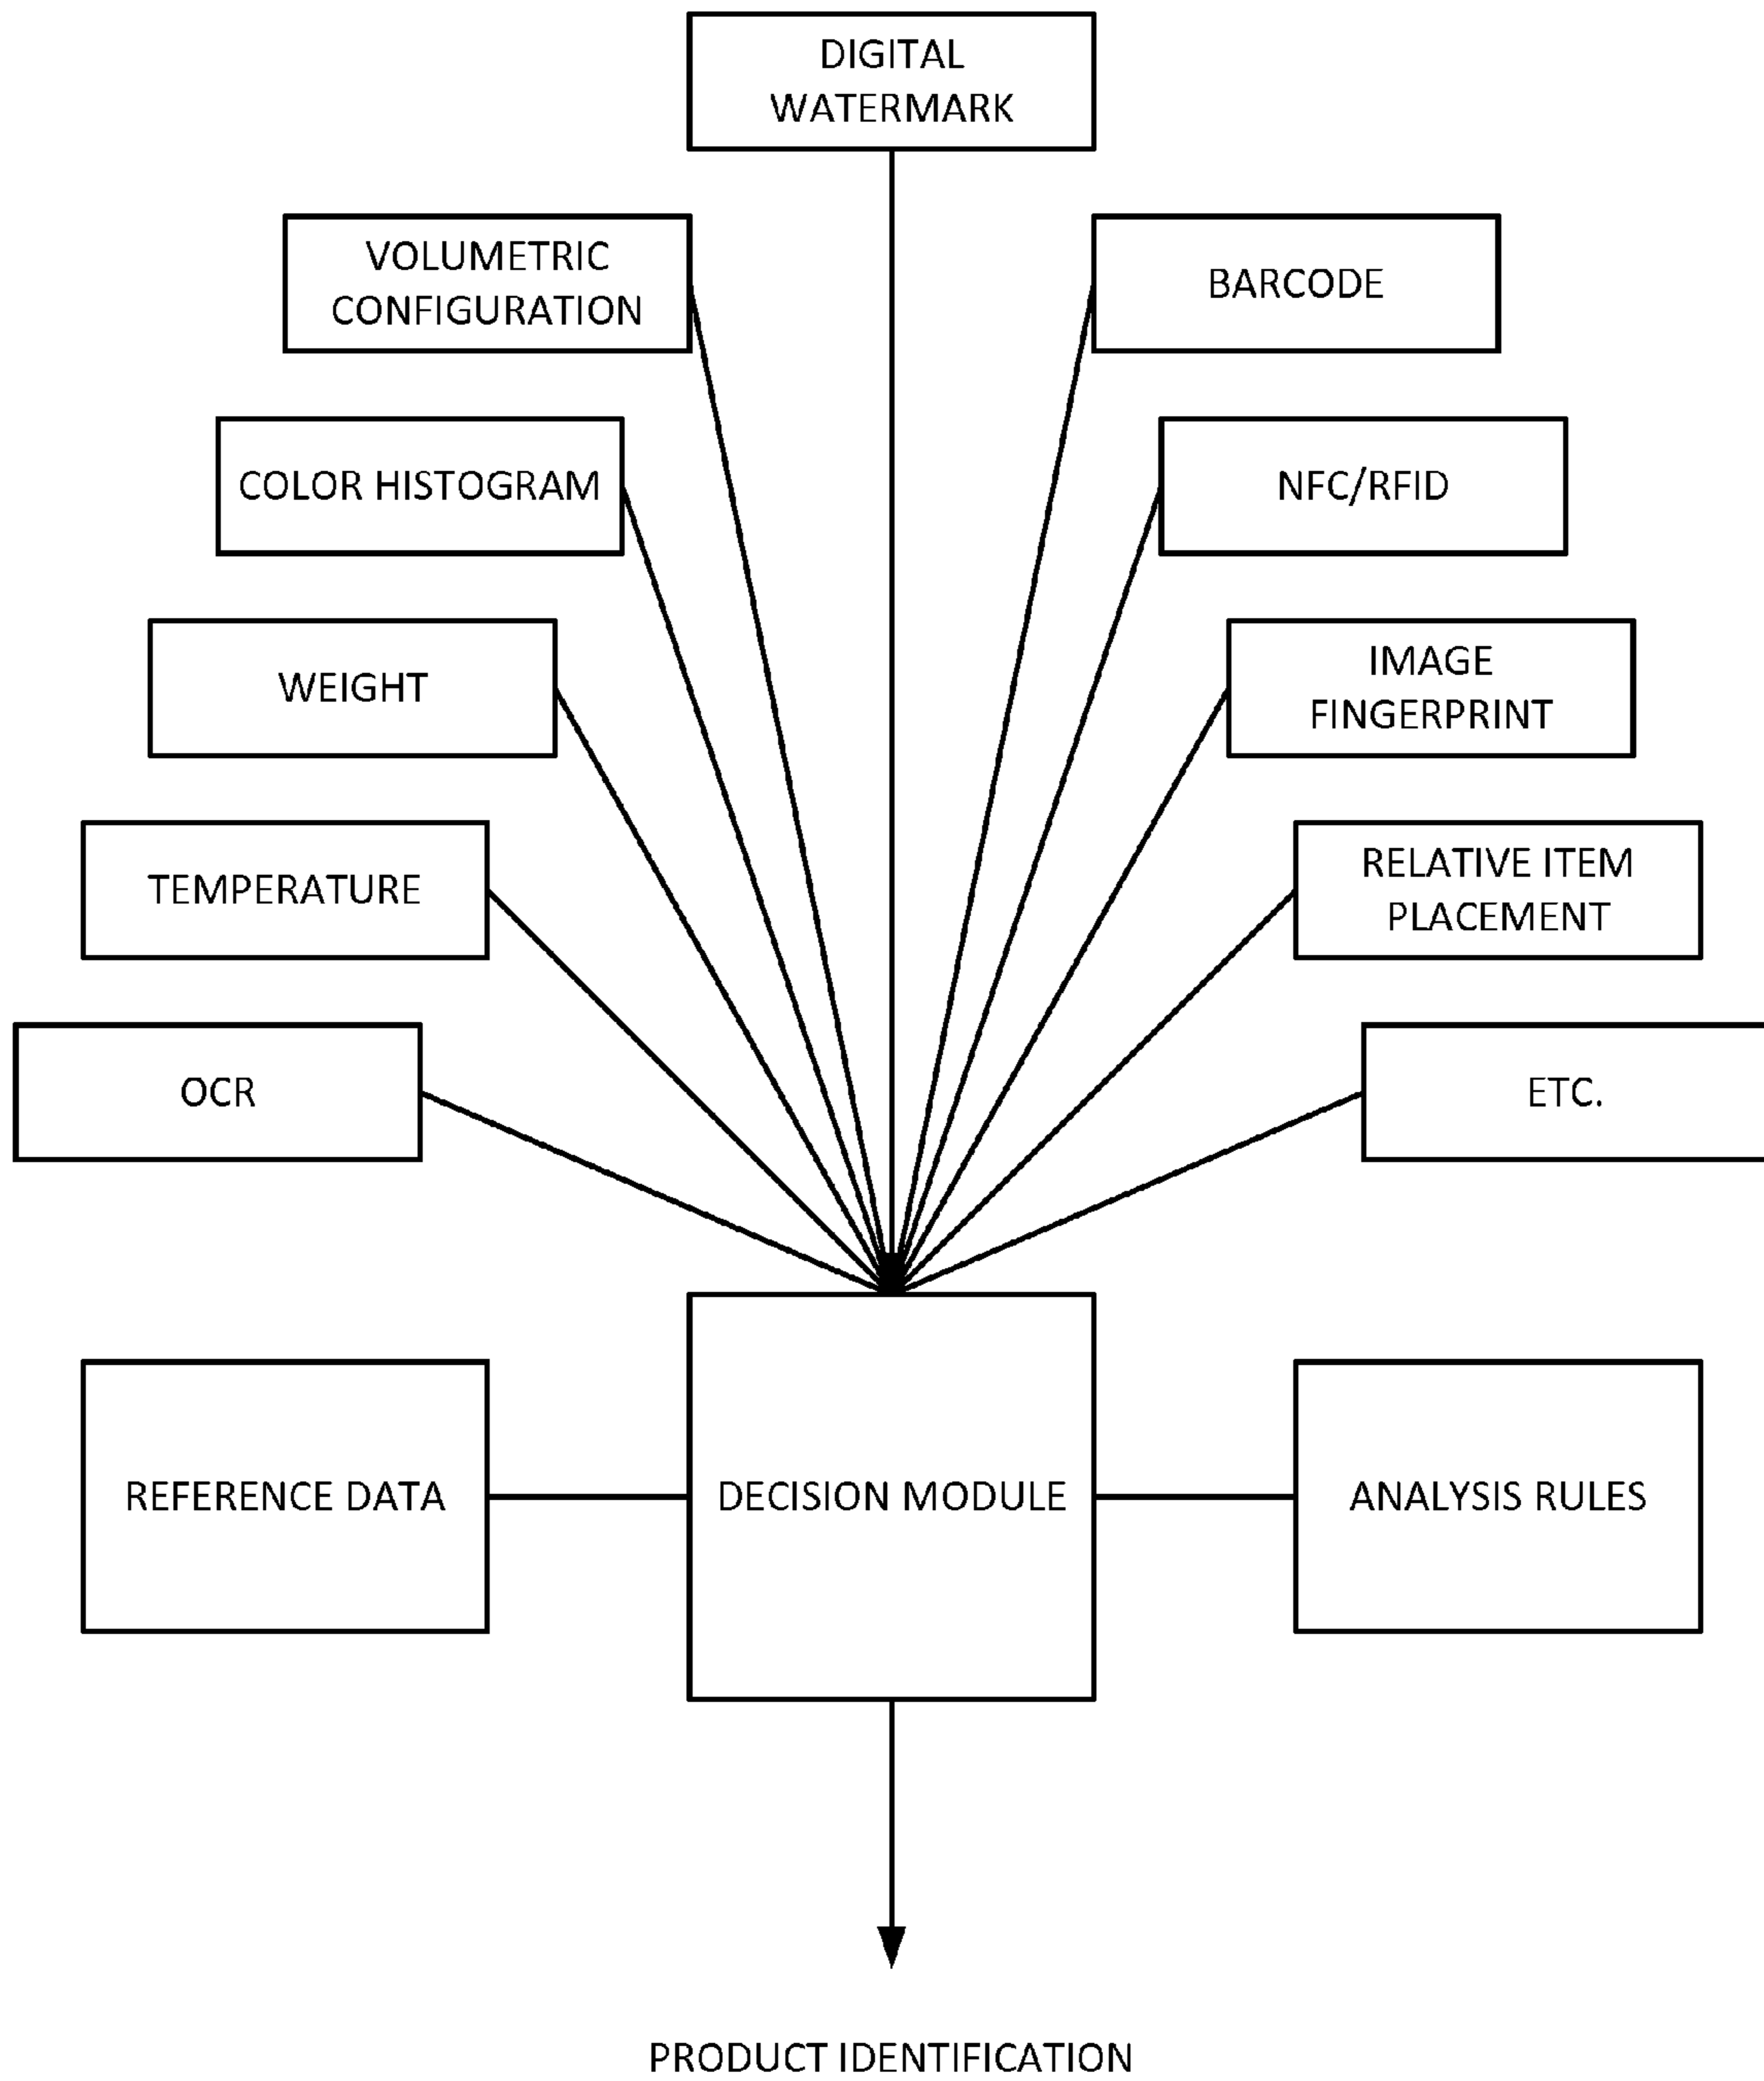 DIGITAL
WATERMARK
VOLUMETRIC
CONFIGURATION
BARCODE
COLOR HISTOGRAM
NFC/RFID
WEIGHT
IMAGE
FINGERPRINT
TEMPERATURE
RELATIVE ITEM
PLACEMENT
OCR
ETC.
REFERENCE DATA
DECISION MODULE
ANALYSIS RULES
PRODUCT IDENTIFICATION